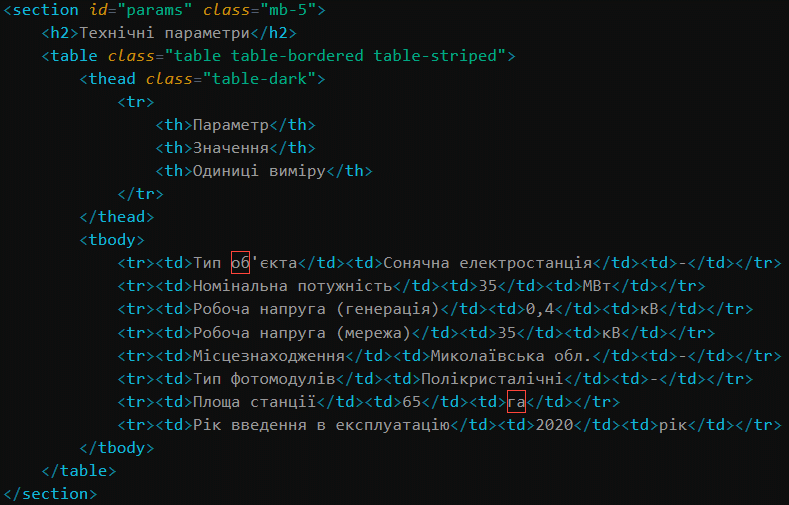 <section id="params" class="mb-5">
    <h2>Технічні параметри</h2>
    <table class="table table-bordered table-striped">
        <thead class="table-dark">
            <tr>
                <th>Параметр</th>
                <th>Значення</th>
                <th>Одиниці виміру</th>
            </tr>
        </thead>
        <tbody>
            <tr><td>Тип об'єкта</td><td>Сонячна електростанція</td><td>-</td></tr>
            <tr><td>Номінальна потужність</td><td>35</td><td>МВт</td></tr>
            <tr><td>Робоча напруга (генерація)</td><td>0,4</td><td>кВ</td></tr>
            <tr><td>Робоча напруга (мережа)</td><td>35</td><td>кВ</td></tr>
            <tr><td>Місцезнаходження</td><td>Миколаївська обл.</td><td>-</td></tr>
            <tr><td>Тип фотомодулів</td><td>Полікристалічні</td><td>-</td></tr>
            <tr><td>Площа станції</td><td>65</td><td>га</td></tr>
            <tr><td>Рік введення в експлуатацію</td><td>2020</td><td>рік</td></tr>
        </tbody>
    </table>
</section>